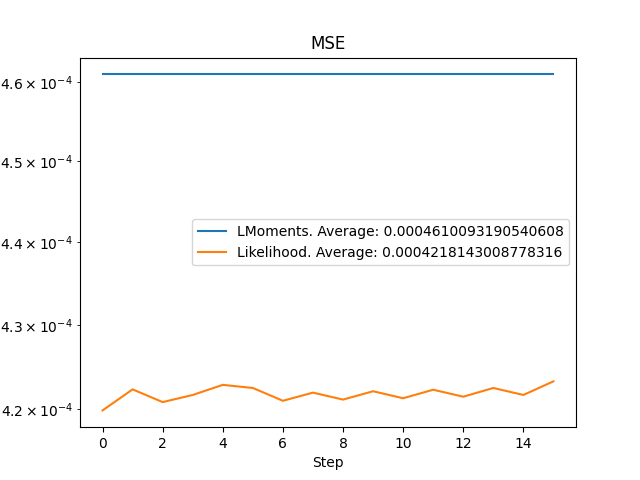 MSE
4.6 × 10⁻⁴
4.5 × 10⁻⁴
4.4 × 10⁻⁴
4.3 × 10⁻⁴
4.2 × 10⁻⁴
LMoments. Average: 0.0004610093190540608
Likelihood. Average: 0.0004218143008778316
0 2 4 6 8 10 12 14
Step